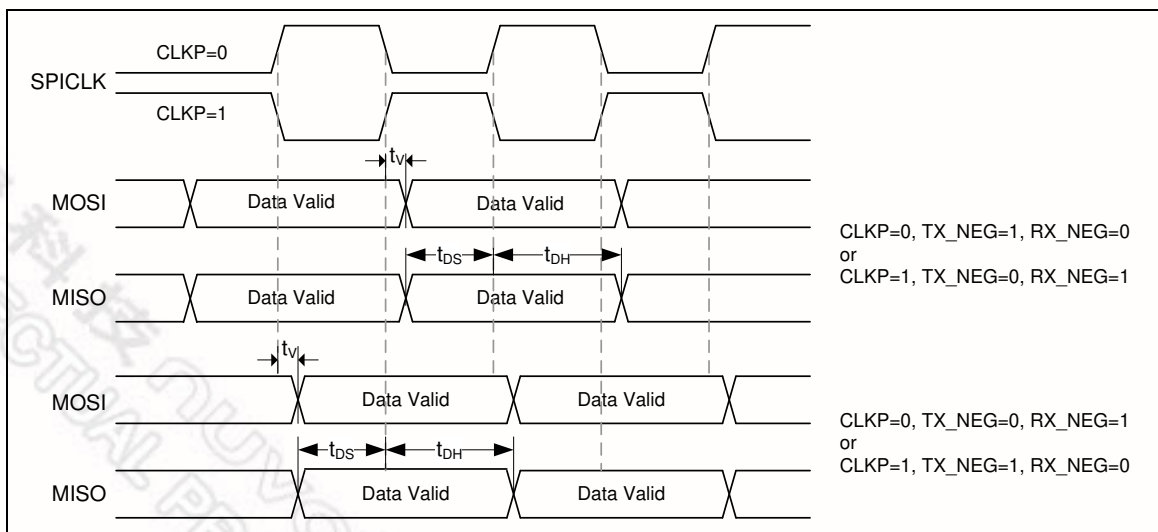 CLKP=0
SPICLK
CLKP=1
tV
MOSI
Data Valid
Data Valid
CLKP=0, TX_NEG=1, RX_NEG=0
or
CLKP=1, TX_NEG=0, RX_NEG=1
tDS
tDH
MISO
Data Valid
Data Valid
tV
MOSI
Data Valid
Data Valid
CLKP=0, TX_NEG=0, RX_NEG=1
or
CLKP=1, TX_NEG=1, RX_NEG=0
tDS
tDH
MISO
Data Valid
Data Valid
科技 nuvo